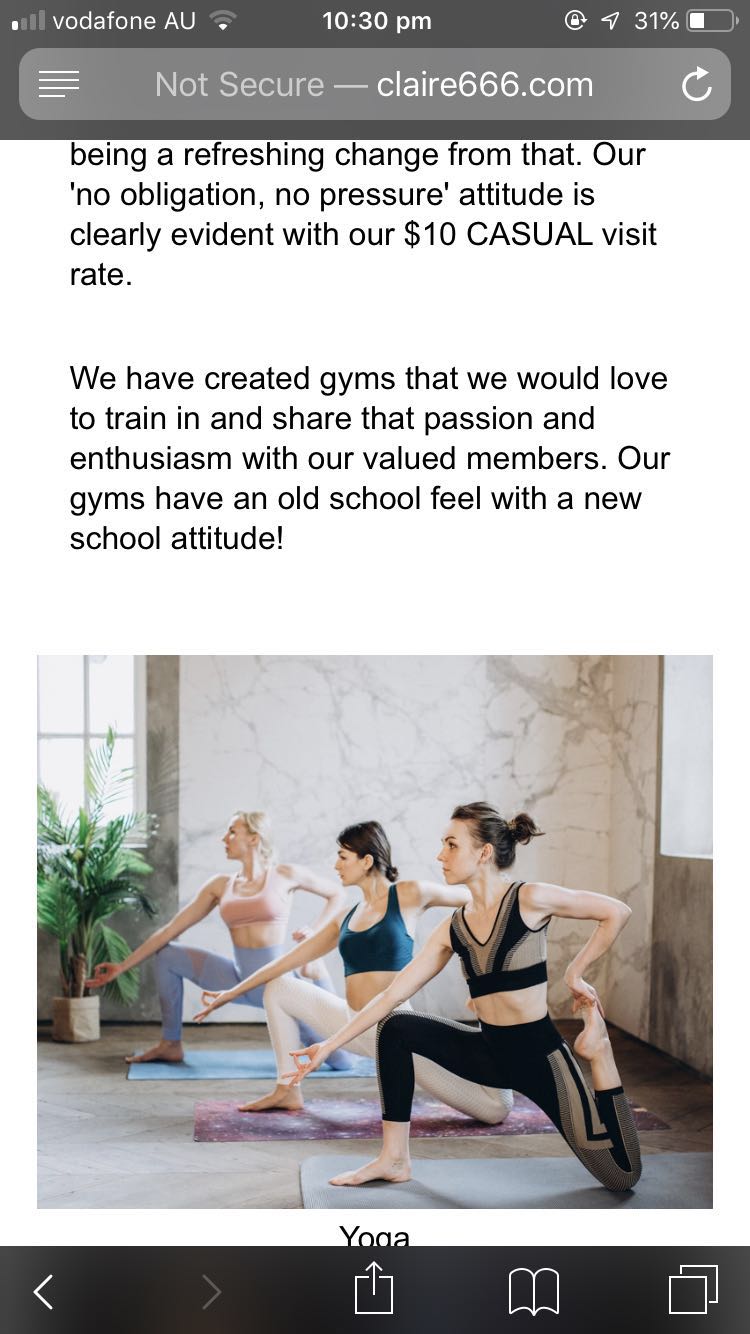 vodafone AU 10:30 pm 31%
Not Secure — claire666.com
being a refreshing change from that. Our
'no obligation, no pressure' attitude is
clearly evident with our $10 CASUAL visit
rate.
We have created gyms that we would love
to train in and share that passion and
enthusiasm with our valued members. Our
gyms have an old school feel with a new
school attitude!
Yoga